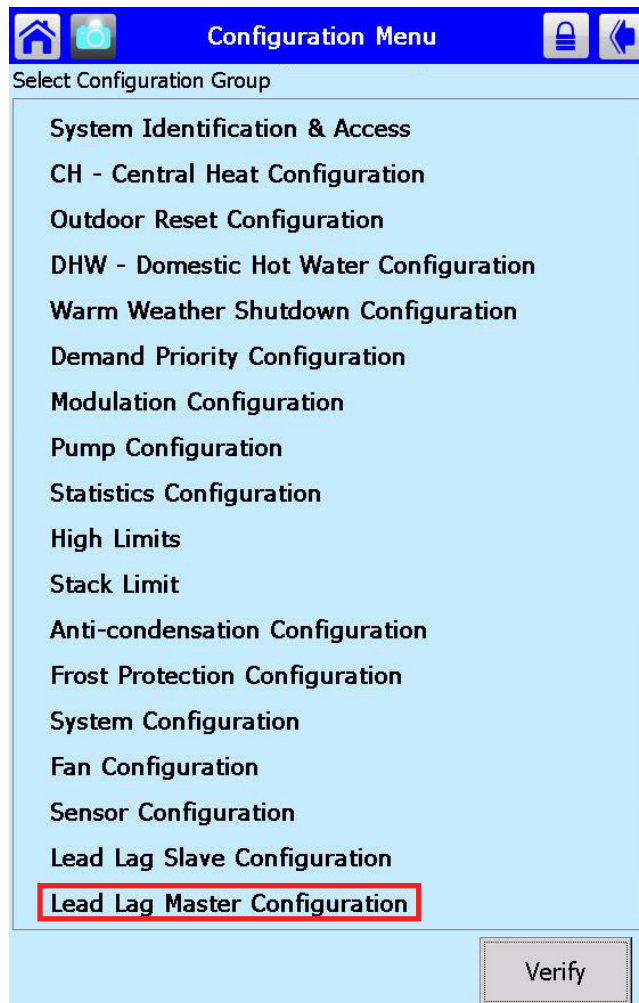 Configuration Menu
Select Configuration Group
System Identification & Access
CH - Central Heat Configuration
Outdoor Reset Configuration
DHW - Domestic Hot Water Configuration
Warm Weather Shutdown Configuration
Demand Priority Configuration
Modulation Configuration
Pump Configuration
Statistics Configuration
High Limits
Stack Limit
Anti-condensation Configuration
Frost Protection Configuration
System Configuration
Fan Configuration
Sensor Configuration
Lead Lag Slave Configuration
Lead Lag Master Configuration
Verify